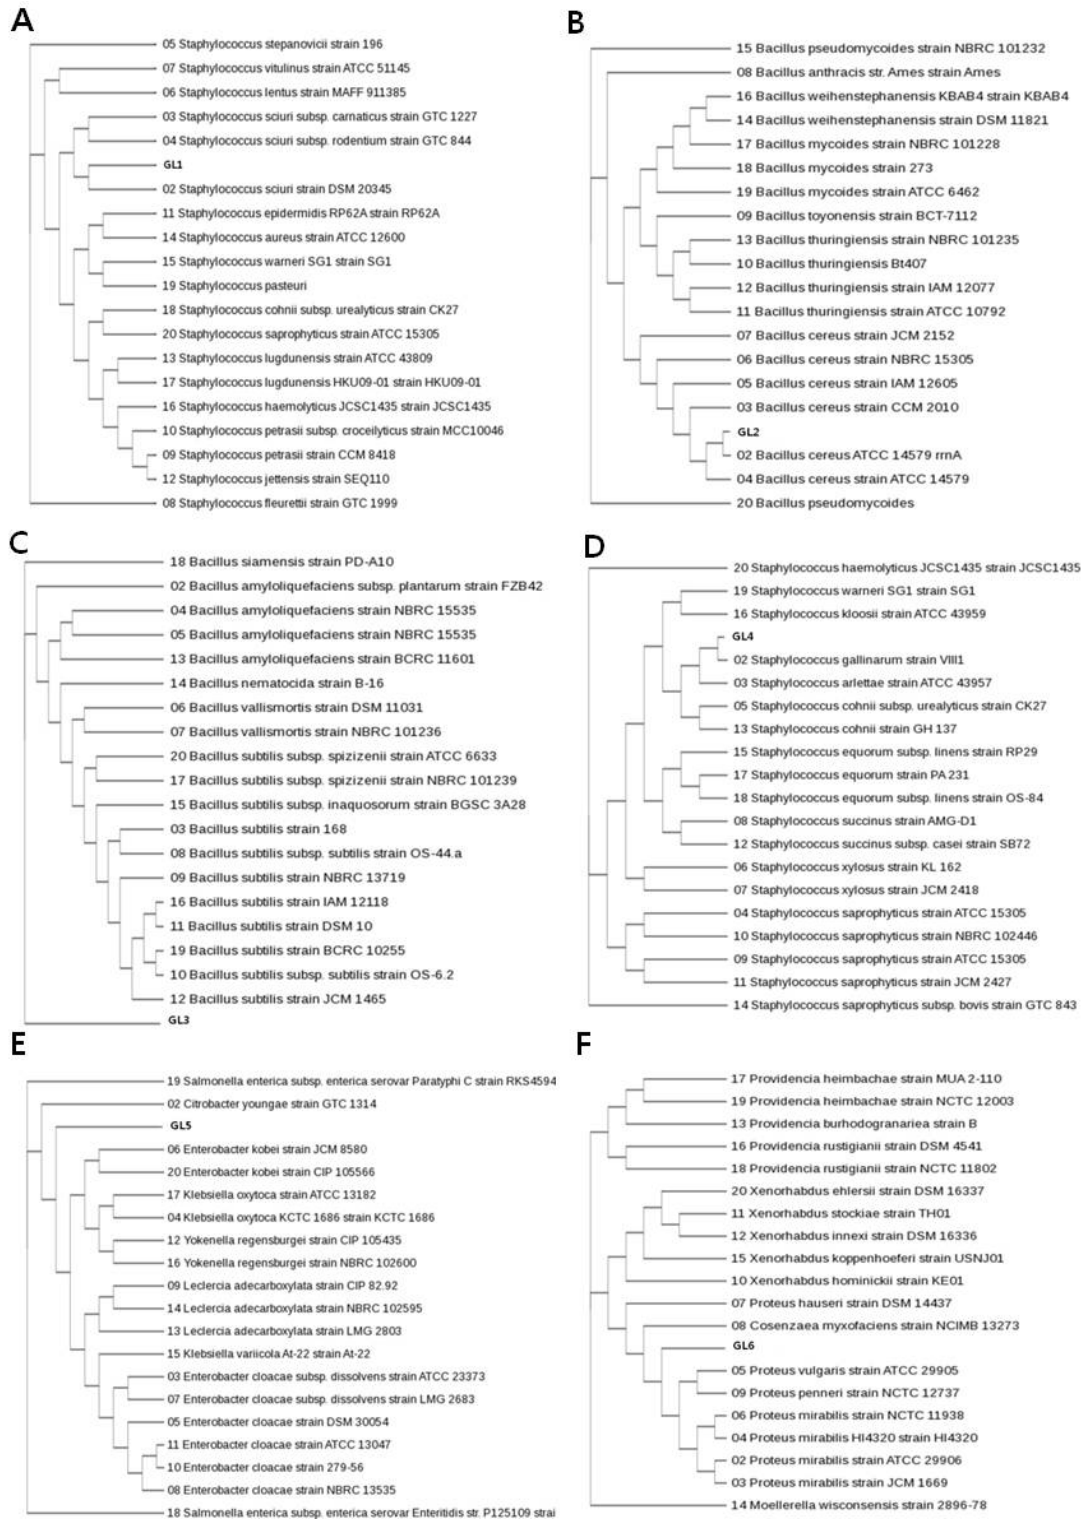 A
05 Staphylococcus stepanovicii strain 196
07 Staphylococcus vitulinus strain ATCC 51145
06 Staphylococcus lentus strain MAFF 911385
03 Staphylococcus sciuri subsp. carnaticus strain GTC 1227
04 Staphylococcus sciuri subsp. rodentium strain GTC 844
GL1
02 Staphylococcus sciuri strain DSM 20345
11 Staphylococcus epidermidis RP62A strain RP62A
14 Staphylococcus aureus strain ATCC 12600
15 Staphylococcus warneri SG1 strain SG1
19 Staphylococcus pasteuri
18 Staphylococcus cohnii subsp. urealyticus strain CK27
20 Staphylococcus saprophyticus strain ATCC 15305
13 Staphylococcus lugdunensis strain ATCC 43809
17 Staphylococcus lugdunensis HKU09-01 strain HKU09-01
16 Staphylococcus haemolyticus JCSC1435 strain JCSC1435
10 Staphylococcus petrasii subsp. croceilyticus strain MCC10046
09 Staphylococcus petrasii strain CCM 8418
12 Staphylococcus jettensis strain SEQ110
08 Staphylococcus fleurettii strain GTC 1999
B
15 Bacillus pseudomycoides strain NBRC 101232
08 Bacillus anthracis str. Ames strain Ames
16 Bacillus weihenstephanensis KBAB4 strain KBAB4
14 Bacillus weihenstephanensis strain DSM 11821
17 Bacillus mycoides strain NBRC 101228
18 Bacillus mycoides strain 273
19 Bacillus mycoides strain ATCC 6462
09 Bacillus toyonensis strain BCT-7112
13 Bacillus thuringiensis strain NBRC 101235
10 Bacillus thuringiensis Bt407
12 Bacillus thuringiensis strain IAM 12077
11 Bacillus thuringiensis strain ATCC 10792
07 Bacillus cereus strain JCM 2152
06 Bacillus cereus strain NBRC 15305
05 Bacillus cereus strain IAM 12605
03 Bacillus cereus strain CCM 2010
GL2
02 Bacillus cereus ATCC 14579 rrnA
04 Bacillus cereus strain ATCC 14579
20 Bacillus pseudomycoides
C
18 Bacillus siamensis strain PD-A10
02 Bacillus amyloliquefaciens subsp. plantarum strain FZB42
04 Bacillus amyloliquefaciens strain NBRC 15535
05 Bacillus amyloliquefaciens strain NBRC 15535
13 Bacillus amyloliquefaciens strain BCRC 11601
14 Bacillus nematocida strain B-16
06 Bacillus vallismortis strain DSM 11031
07 Bacillus vallismortis strain NBRC 101236
20 Bacillus subtilis subsp. spizizenii strain ATCC 6633
17 Bacillus subtilis subsp. spizizenii strain NBRC 101239
15 Bacillus subtilis subsp. inaquosorum strain BGSC 3A28
03 Bacillus subtilis strain 168
08 Bacillus subtilis subsp. subtilis strain OS-44.a
09 Bacillus subtilis strain NBRC 13719
16 Bacillus subtilis strain IAM 12118
11 Bacillus subtilis strain DSM 10
19 Bacillus subtilis strain BCRC 10255
10 Bacillus subtilis subsp. subtilis strain OS-6.2
12 Bacillus subtilis strain JCM 1465
GL3
D
20 Staphylococcus haemolyticus JCSC1435 strain JCSC1435
19 Staphylococcus warneri SG1 strain SG1
16 Staphylococcus kloosii strain ATCC 43959
GL4
02 Staphylococcus gallinarum strain VIII1
03 Staphylococcus arlettae strain ATCC 43957
05 Staphylococcus cohnii subsp. urealyticus strain CK27
13 Staphylococcus cohnii strain GH 137
15 Staphylococcus equorum subsp. linens strain RP29
17 Staphylococcus equorum strain PA 231
18 Staphylococcus equorum subsp. linens strain OS-84
08 Staphylococcus succinus strain AMG-D1
12 Staphylococcus succinus subsp. casei strain SB72
06 Staphylococcus xylosus strain KL 162
07 Staphylococcus xylosus strain JCM 2418
04 Staphylococcus saprophyticus strain ATCC 15305
10 Staphylococcus saprophyticus strain NBRC 102446
09 Staphylococcus saprophyticus strain ATCC 15305
11 Staphylococcus saprophyticus strain JCM 2427
14 Staphylococcus saprophyticus subsp. bovis strain GTC 843
E
19 Salmonella enterica subsp. enterica serovar Paratyphi C strain RKS4594
02 Citrobacter youngae strain GTC 1314
GL5
06 Enterobacter kobei strain JCM 8580
20 Enterobacter kobei strain CIP 105566
17 Klebsiella oxytoca strain ATCC 13182
04 Klebsiella oxytoca KCTC 1686 strain KCTC 1686
12 Yokenella regensburgei strain CIP 105435
16 Yokenella regensburgei strain NBRC 102600
09 Leclercia adecarboxylata strain CIP 82.92
14 Leclercia adecarboxylata strain NBRC 102595
13 Leclercia adecarboxylata strain LMG 2803
15 Klebsiella variicola At-22 strain At-22
03 Enterobacter cloacae subsp. dissolvens strain ATCC 23373
07 Enterobacter cloacae subsp. dissolvens strain LMG 2683
05 Enterobacter cloacae strain DSM 30054
11 Enterobacter cloacae strain ATCC 13047
10 Enterobacter cloacae strain 279-56
08 Enterobacter cloacae strain NBRC 13535
18 Salmonella enterica subsp. enterica serovar Enteritidis str. P125109 strai
F
17 Providencia heimbachae strain MUA 2-110
19 Providencia heimbachae strain NCTC 12003
13 Providencia burhodogranariea strain B
16 Providencia rustigianii strain DSM 4541
18 Providencia rustigianii strain NCTC 11802
20 Xenorhabdus ehlersii strain DSM 16337
11 Xenorhabdus stockiae strain TH01
12 Xenorhabdus innexi strain DSM 16336
15 Xenorhabdus koppenhoeferi strain USNJ01
10 Xenorhabdus hominickii strain KE01
07 Proteus hauseri strain DSM 14437
08 Cosenzaea myxofaciens strain NCIMB 13273
GL6
05 Proteus vulgaris strain ATCC 29905
09 Proteus penneri strain NCTC 12737
06 Proteus mirabilis strain NCTC 11938
04 Proteus mirabilis HI4320 strain HI4320
02 Proteus mirabilis strain ATCC 29906
03 Proteus mirabilis strain JCM 1669
14 Moellerella wisconsensis strain 2896-78